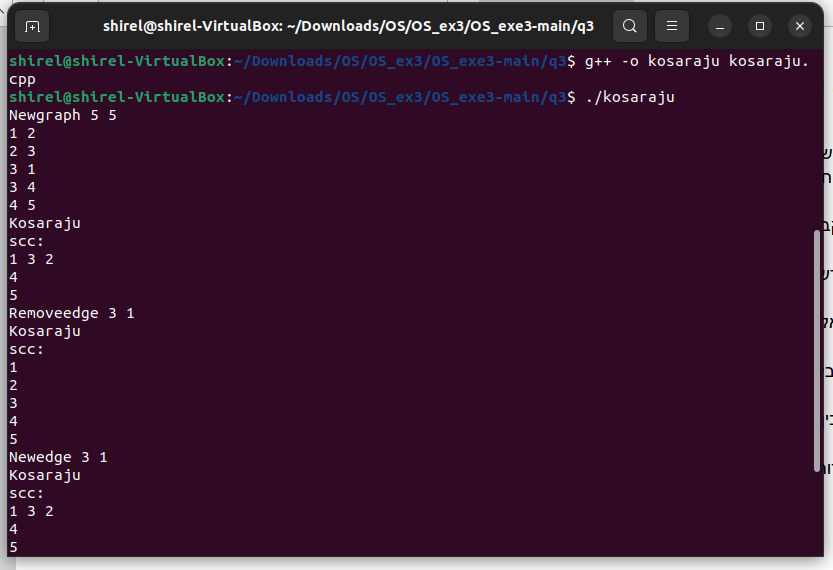 shirel@shirel-VirtualBox: ~/Downloads/OS/OS_ex3/OS_exe3-main/q3
shirel@shirel-VirtualBox:~/Downloads/OS/OS_ex3/OS_exe3-main/q3$ g++ -o kosaraju kosaraju.
cpp
shirel@shirel-VirtualBox:~/Downloads/OS/OS_ex3/OS_exe3-main/q3$ ./kosaraju
Newgraph 5 5
1 2
2 3
3 1
3 4
4 5
Kosaraju
scc:
1 3 2
4
5
Removeedge 3 1
Kosaraju
scc:
1
2
3
4
5
Newedge 3 1
Kosaraju
scc:
1 3 2
4
5